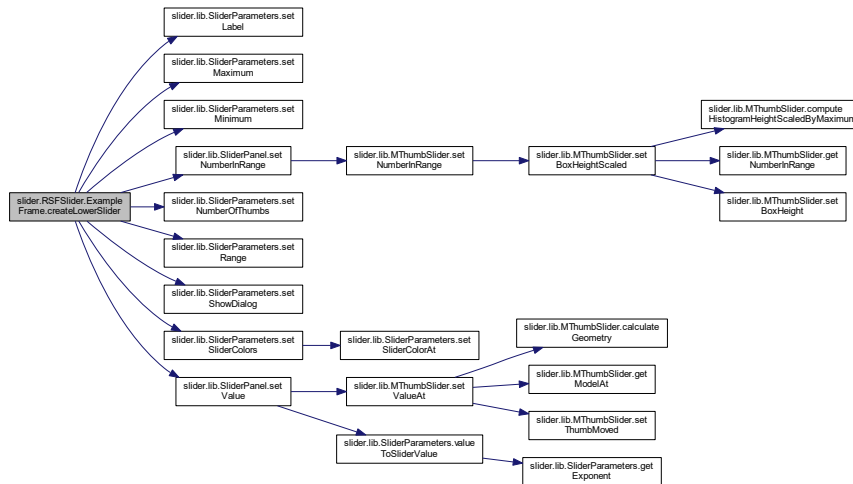 slider.lib.SliderParameters.set
Label
slider.lib.SliderParameters.set
Maximum
slider.lib.SliderParameters.set
Minimum
slider.lib.MThumbSlider.compute
HistogramHeightScaledByMaximum
slider.lib.SliderPanel.set
NumberInRange
slider.lib.MThumbSlider.set
NumberInRange
slider.lib.MThumbSlider.set
BoxHeightScaled
slider.lib.MThumbSlider.get
NumberInRange
slider.RSFSlider.Example
Frame.createLowerSlider
slider.lib.SliderParameters.set
NumberOfThumbs
slider.lib.MThumbSlider.set
BoxHeight
slider.lib.SliderParameters.set
Range
slider.lib.SliderParameters.set
ShowDialog
slider.lib.SliderParameters.set
SliderColors
slider.lib.SliderParameters.set
SliderColorAt
slider.lib.MThumbSlider.calculate
Geometry
slider.lib.SliderPanel.set
Value
slider.lib.MThumbSlider.set
ValueAt
slider.lib.MThumbSlider.get
ModelAt
slider.lib.MThumbSlider.set
ThumbMoved
slider.lib.SliderParameters.value
ToSliderValue
slider.lib.SliderParameters.get
Exponent